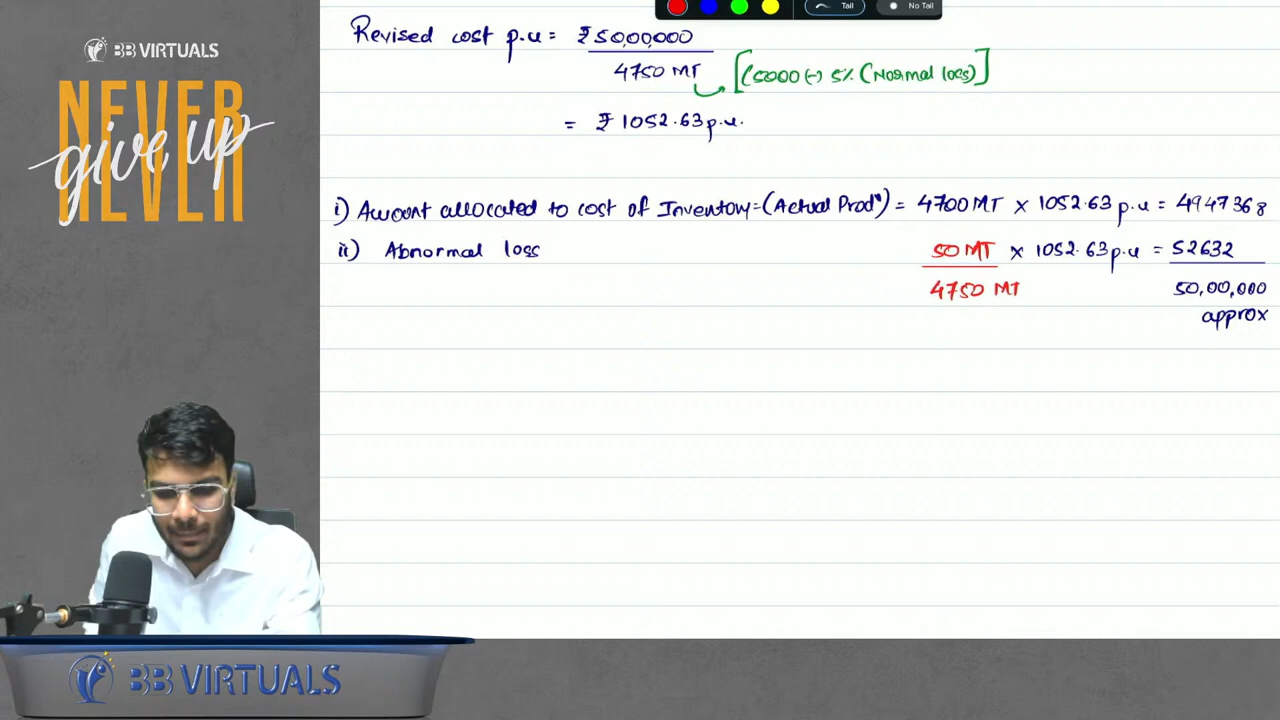 Tail
No Tail
BB VIRTUALS
NEVER
give up
NEVER
Revised cost p.u = ₹50,00,000
4750 MT [(5000 (-) 5% (Normal loss)]
= ₹1052.63 p.u.
i) Amount allocated to cost of Inventory = (Actual Prodⁿ) = 4700 MT × 1052.63 p.u = 4947368
ii) Abnormal loss 50 MT × 1052.63 p.u = 52632
4750 MT 50,00,000
approx
BB VIRTUALS